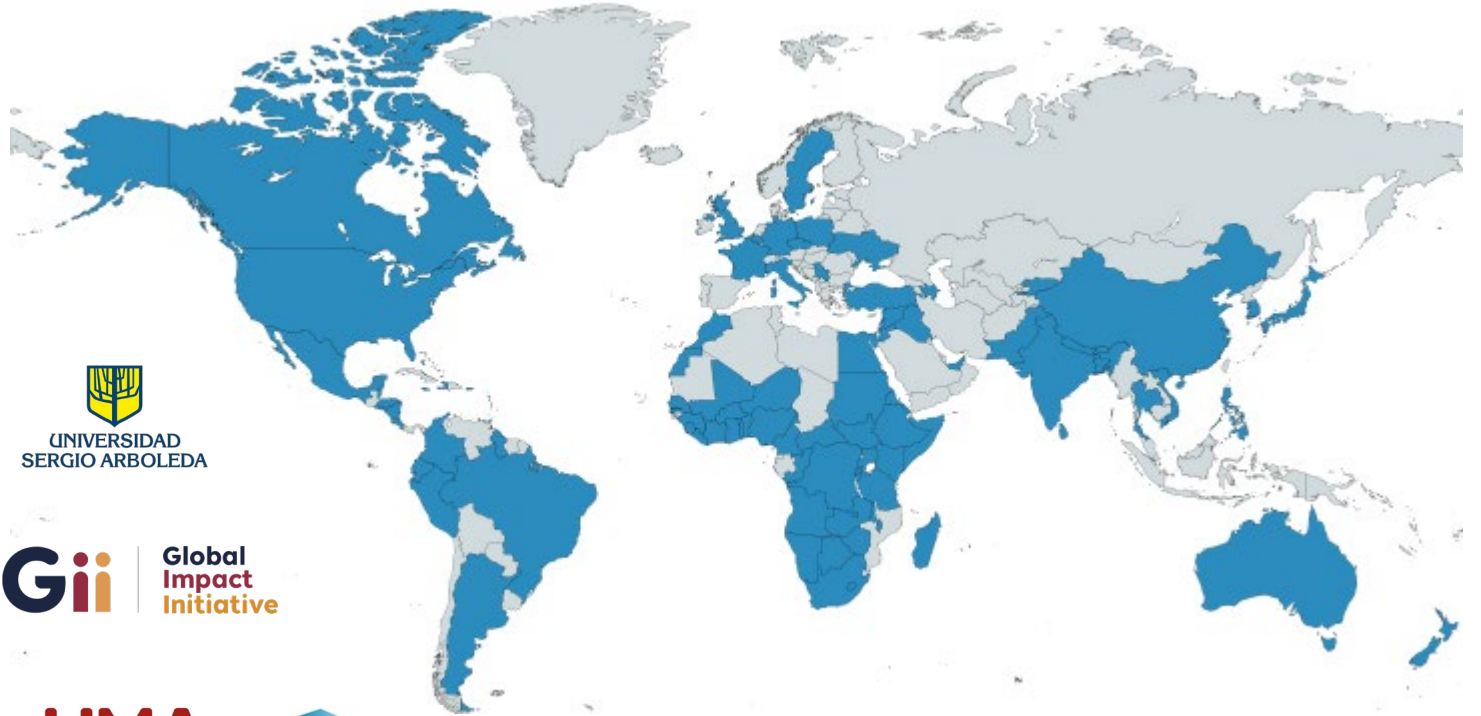 UNIVERSIDAD
SERGIO ARBOLEDA
Gii
Global
Impact
Initiative